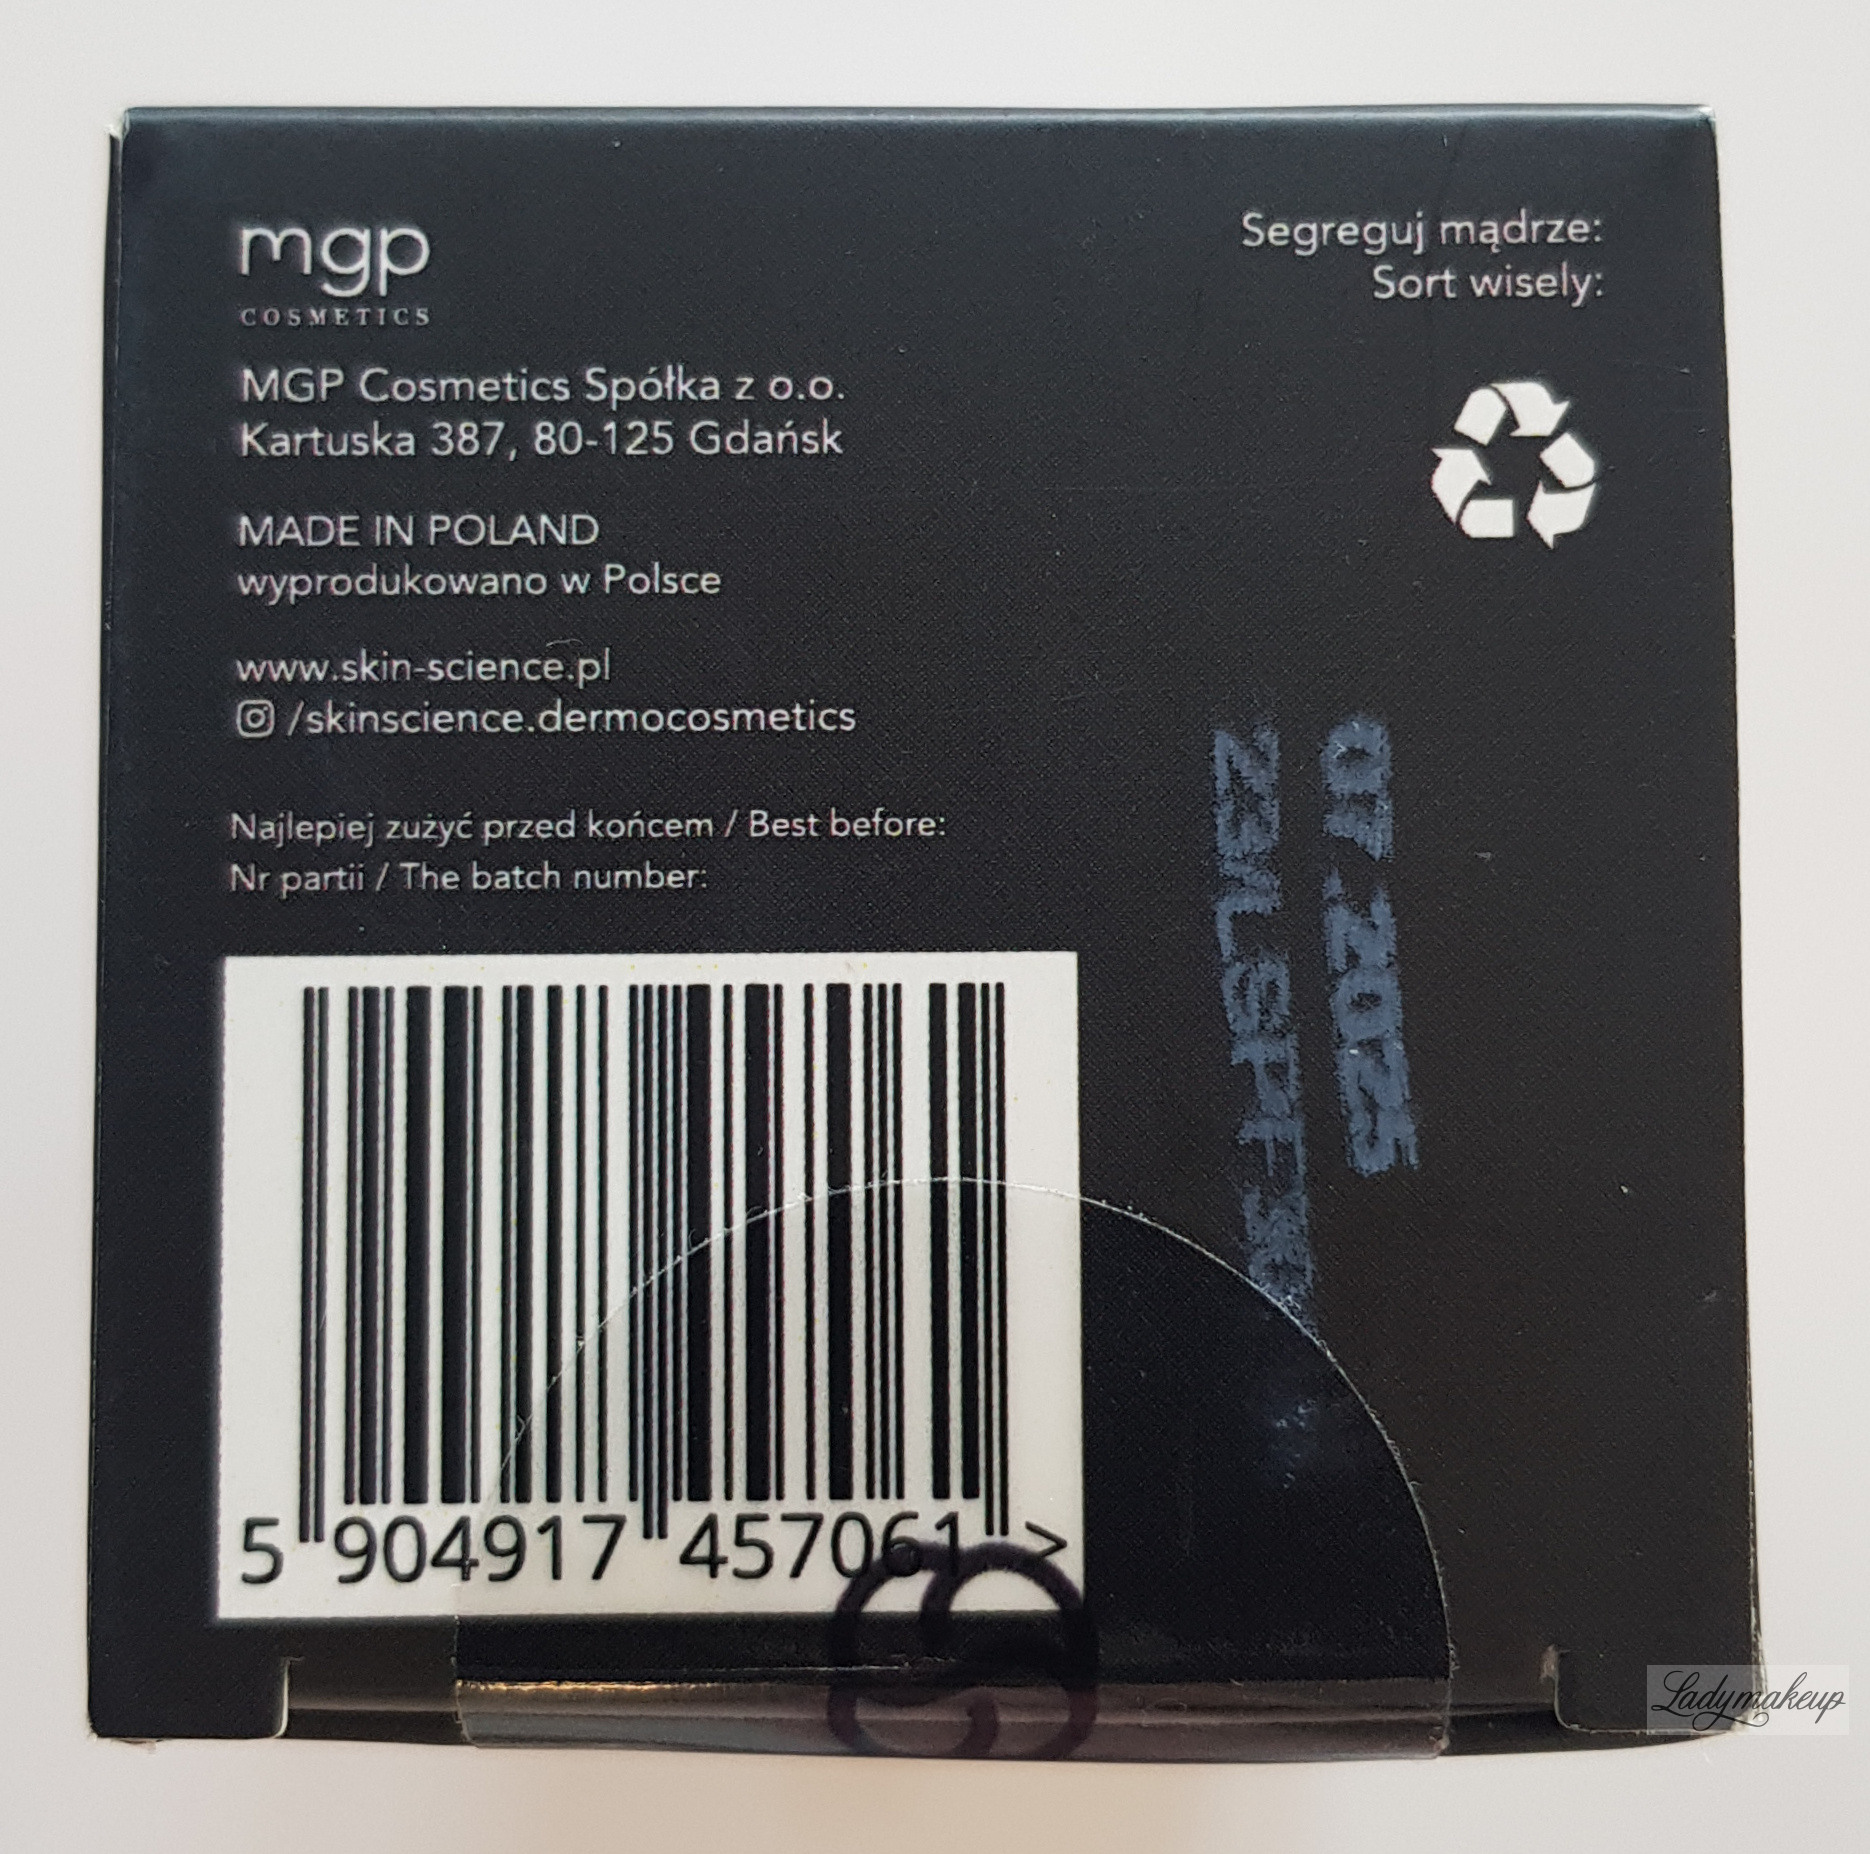 mgp
COSMETICS
MGP Cosmetics Spółka z o.o.
Kartuska 387, 80-125 Gdańsk
MADE IN POLAND
wyprodukowano w Polsce
www.skin-science.pl
/skinscience.dermocosmetics
Najlepiej zużyć przed końcem / Best before:
Nr partii / The batch number:
5 904917 457061 >
Segreguj mądrze:
Sort wisely:
07.2025
Ladymakeup